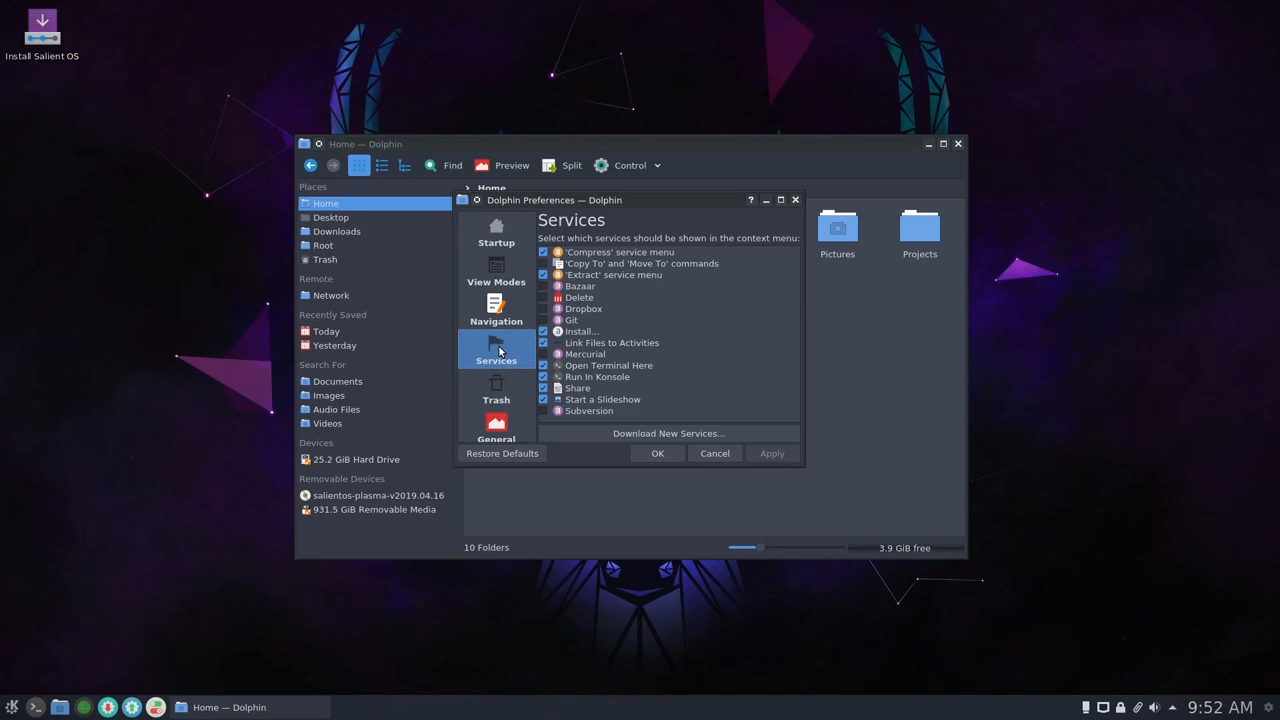 Install Salient OS
Home — Dolphin
Find
Preview
Split
Control
Places
Home
Desktop
Downloads
Root
Trash
Remote
Network
Recently Saved
Today
Yesterday
Search For
Documents
Images
Audio Files
Videos
Devices
25.2 GiB Hard Drive
Removable Devices
salientos-plasma-v2019.04.16
931.5 GiB Removable Media
Home
Dolphin Preferences — Dolphin
?
Startup
View Modes
Navigation
Services
Trash
General
Services
Select which services should be shown in the context menu:
'Compress' service menu
'Copy To' and 'Move To' commands
'Extract' service menu
Bazaar
Delete
Dropbox
Git
Install...
Link Files to Activities
Mercurial
Open Terminal Here
Run In Konsole
Share
Start a Slideshow
Subversion
Download New Services...
Restore Defaults
OK
Cancel
Apply
Pictures
Projects
10 Folders
3.9 GiB free
Home — Dolphin
9:52 AM